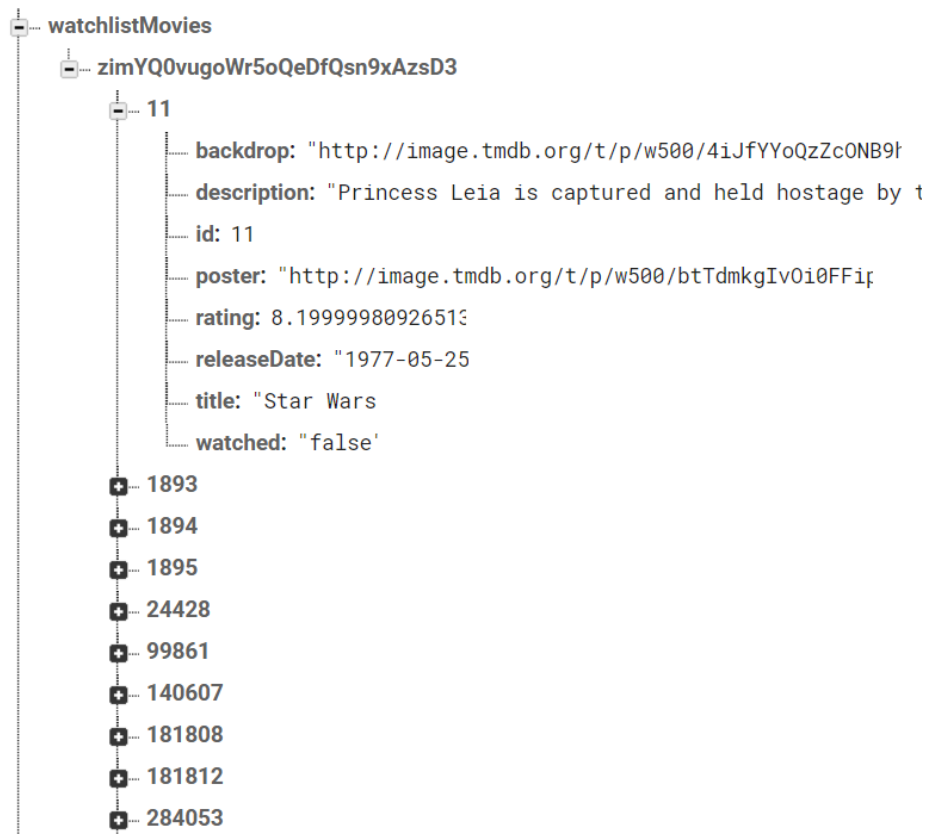 watchlistMovies
zimYQ0vugoWr5oQeDfQsn9xAzsD3
11
backdrop: "http://image.tmdb.org/t/p/w500/4iJfYYoQzZcONB9h
description: "Princess Leia is captured and held hostage by t
id: 11
poster: "http://image.tmdb.org/t/p/w500/btTdmkgIvOi0FFip
rating: 8.19999980926513
releaseDate: "1977-05-25
title: "Star Wars
watched: "false'
1893
1894
1895
24428
99861
140607
181808
181812
284053